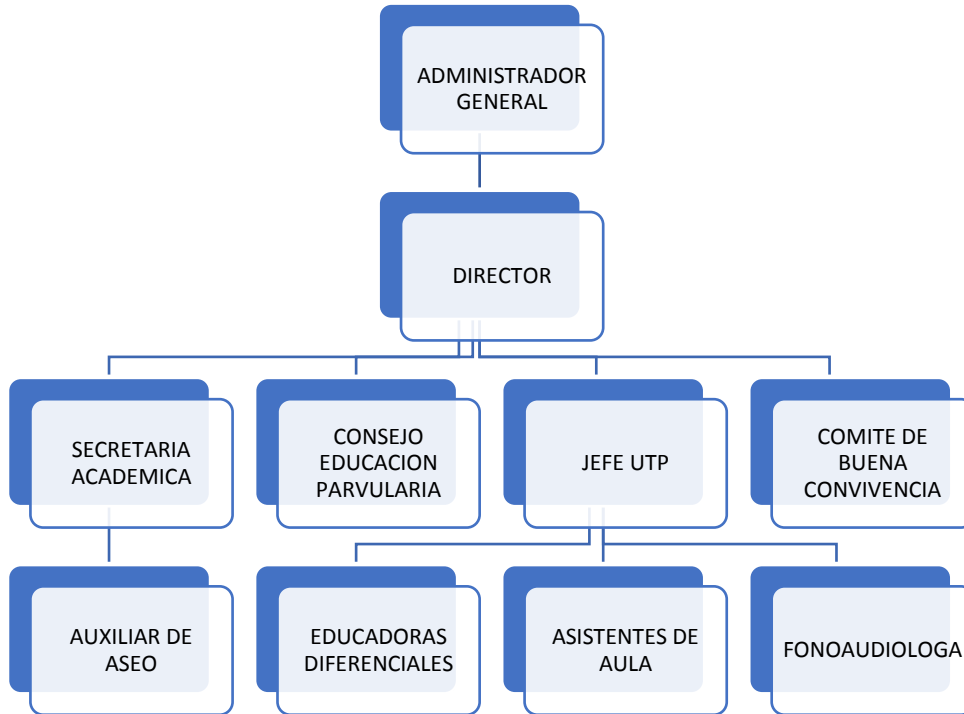 ADMINISTRADOR
GENERAL
DIRECTOR
SECRETARIA
ACADEMICA
CONSEJO
EDUCACION
PARVULARIA
JEFE UTP
COMITE DE
BUENA
CONVIVENCIA
AUXILIAR DE
ASEO
EDUCADORAS
DIFERENCIALES
ASISTENTES DE
AULA
FONOAUDIOLOGA